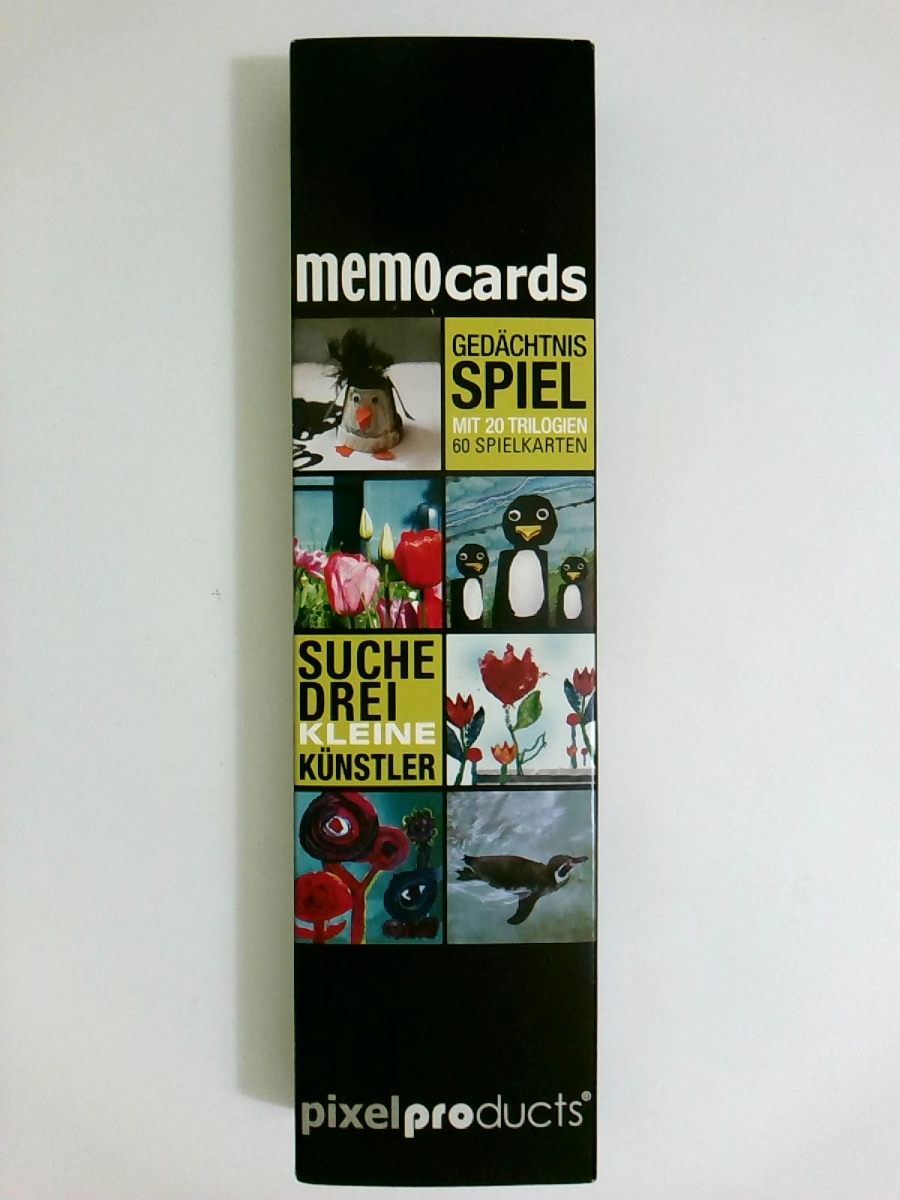 memocards
GEDÄCHTNIS
SPIEL
MIT 20 TRILOGIEN
60 SPIELKARTEN
SUCHE
DREI
KLEINE
KÜNSTLER
pixelproducts®